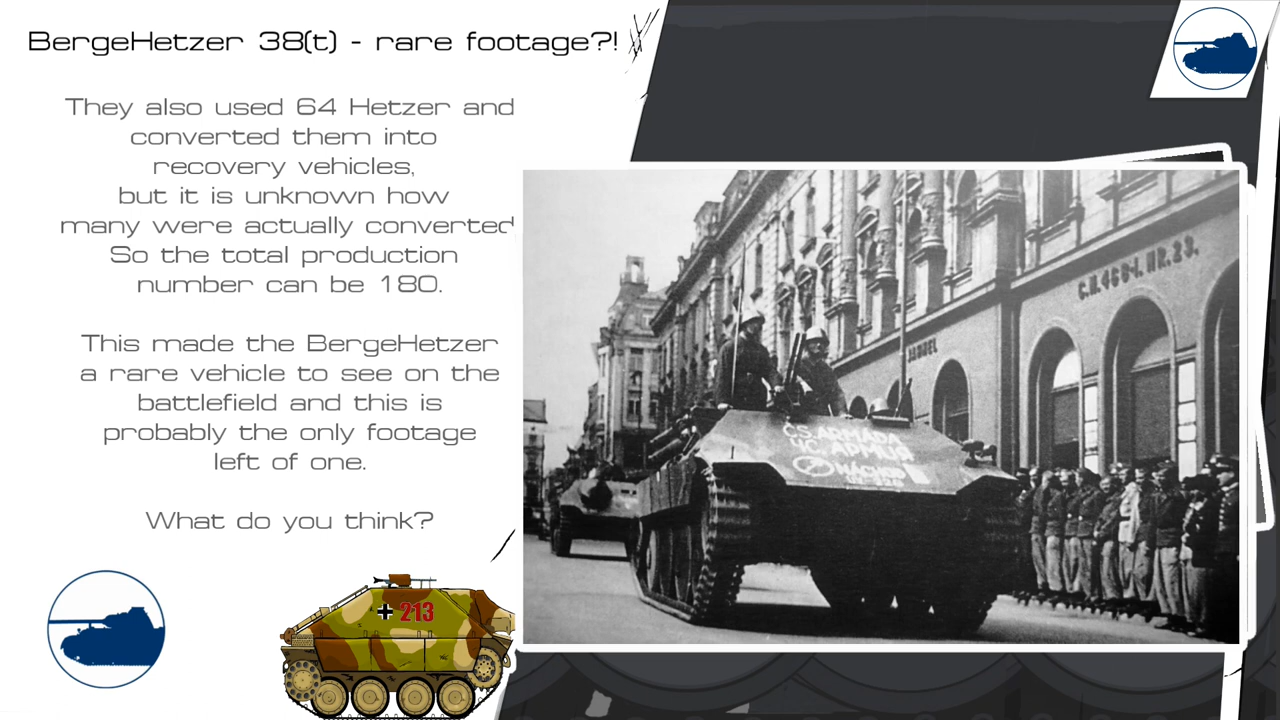 BergeHetzer 38(t) - rare footage?!
They also used 64 Hetzer and
converted them into
recovery vehicles,
but it is unknown how
many were actually converted
So the total production
number can be 180.
This made the BergeHetzer
a rare vehicle to see on the
battlefield and this is
probably the only footage
left of one.
What do you think?
213
ČS. ARMÁDA